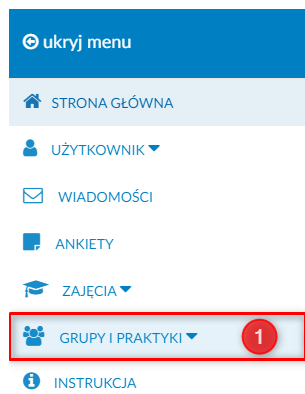 ukryj menu
STRONA GŁÓWNA
UŻYTKOWNIK
WIADOMOŚCI
ANKIETY
ZAJĘCIA
GRUPY I PRAKTYKI 1
INSTRUKCJA